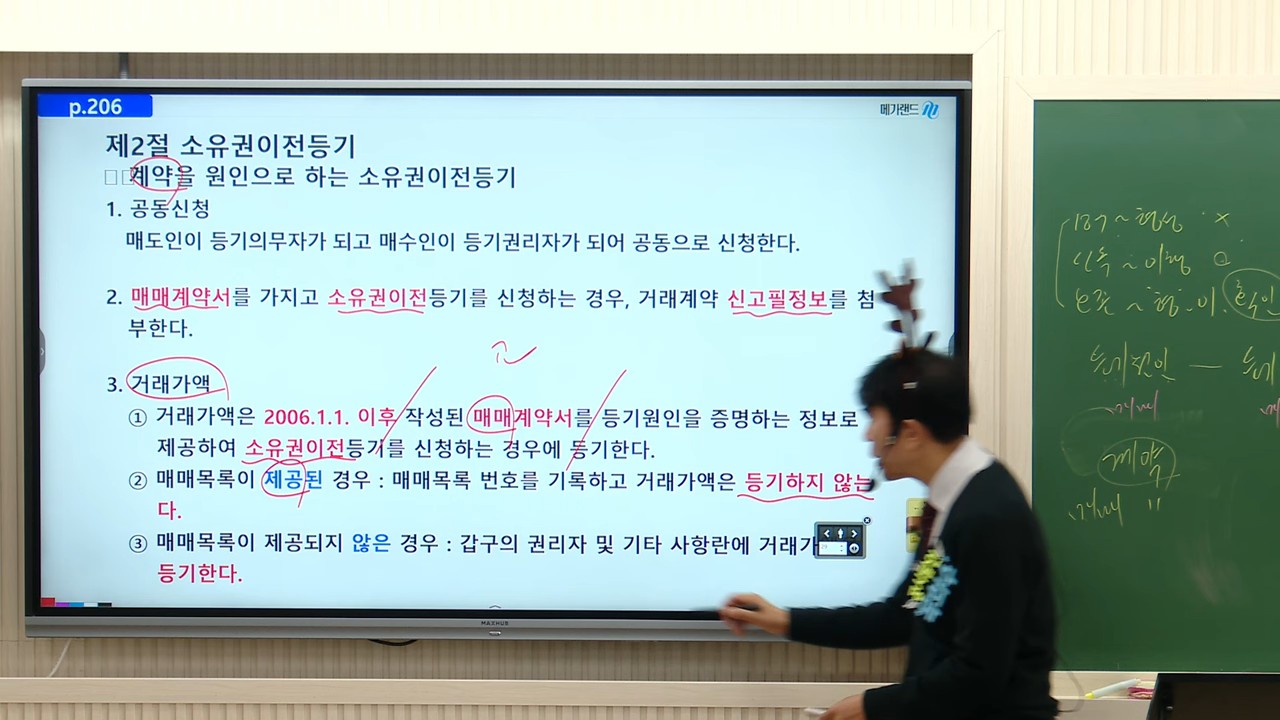 p.206
메가랜드
제2절 소유권이전등기
계약을 원인으로 하는 소유권이전등기
1. 공동신청
매도인이 등기의무자가 되고 매수인이 등기권리자가 되어 공동으로 신청한다.
2. 매매계약서를 가지고 소유권이전등기를 신청하는 경우, 거래계약 신고필정보를 첨
부한다.
3. 거래가액
① 거래가액은 2006.1.1. 이후 작성된 매매계약서를 등기원인을 증명하는 정보로
제공하여 소유권이전등기를 신청하는 경우에 등기한다.
② 매매목록이 제공된 경우 : 매매목록 번호를 기록하고 거래가액은 등기하지 않는
다.
③ 매매목록이 제공되지 않은 경우 : 갑구의 권리자 및 기타 사항란에 거래가
등기한다.
MAXHUB
계약